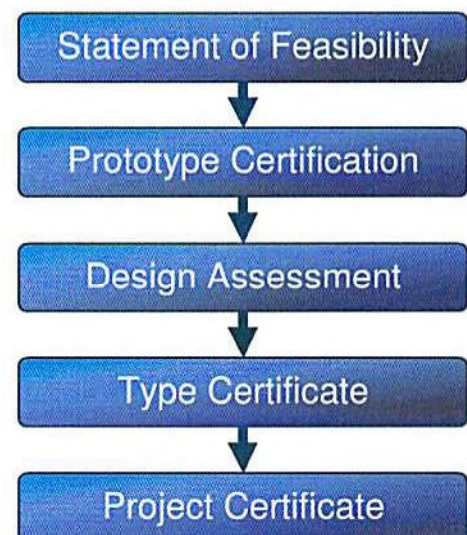 Statement of Feasibility
Prototype Certification
Design Assessment
Type Certificate
Project Certificate